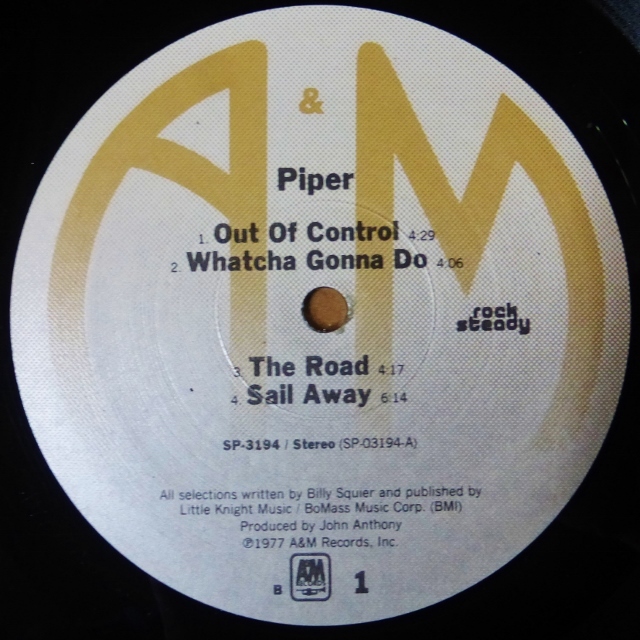 A & M
Piper
1. Out Of Control 4:29
2. Whatcha Gonna Do 4:06
rock
steady
3. The Road 4:17
4. Sail Away 6:14
SP-3194 / Stereo (SP-03194-A)
All selections written by Billy Squier and published by
Little Knight Music / BoMass Music Corp. (BMI)
Produced by John Anthony
℗1977 A&M Records, Inc.
B A&M RECORDS 1